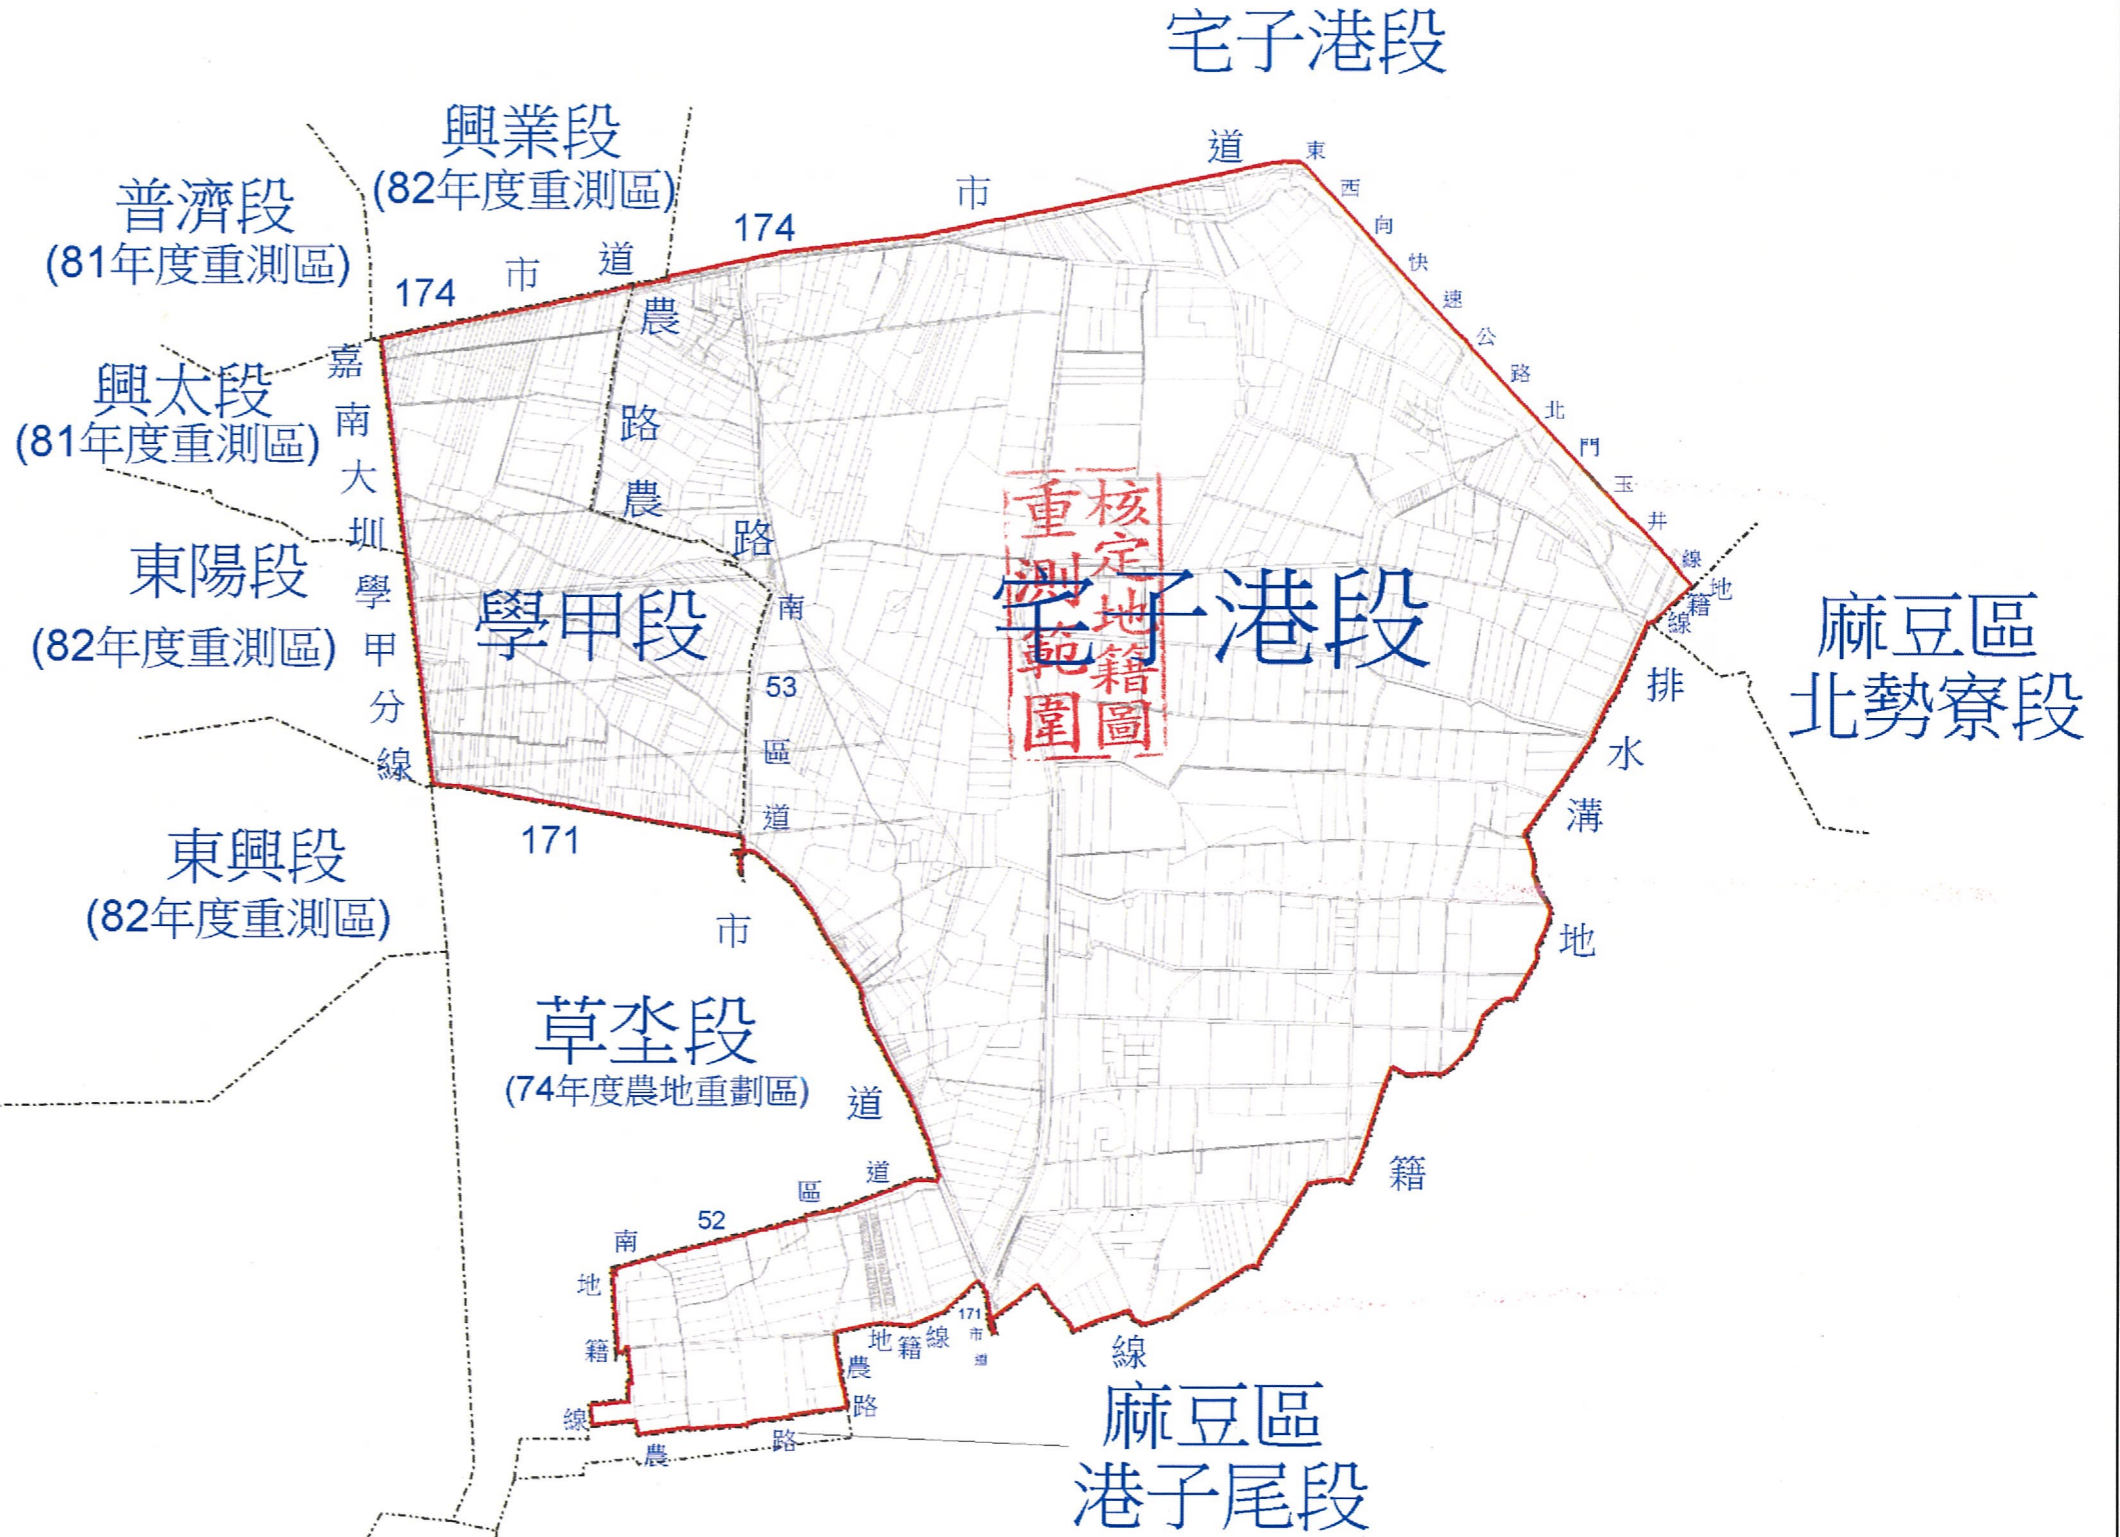 宅子港段
興業段
(82年度重測區)
普濟段
(81年度重測區)
174 市 道
174 市 道
東西向快速公路北門玉井線
地籍線
興太段
(81年度重測區)
嘉南大圳學甲分線
農路
農路
東陽段
(82年度重測區)
學甲段
南 53 區道
核定地籍圖
重測範圍
宅子港段
麻豆區
北勢寮段
排水溝
171 市道
東興段
(82年度重測區)
草坔段
(74年度農地重劃區)
地籍線
南 52 區道
地籍線
地籍線
171 市道
農路
農路
麻豆區
港子尾段